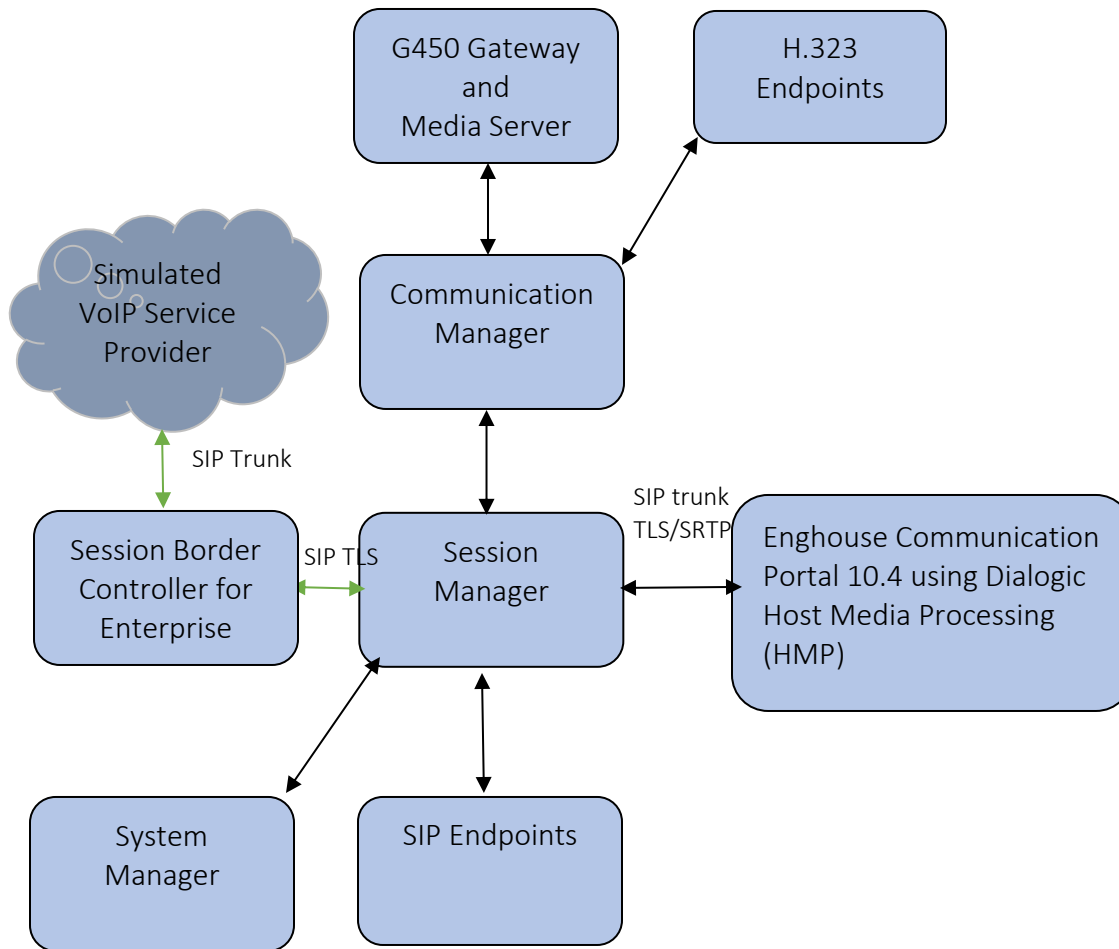 G450 Gateway
and
Media Server
H.323
Endpoints
Simulated
VoIP Service
Provider
Communication
Manager
SIP Trunk
SIP trunk
TLS/SRTP
Session Border
Controller for
Enterprise
SIP TLS
Session
Manager
Enghouse Communication
Portal 10.4 using Dialogic
Host Media Processing
(HMP)
System
Manager
SIP Endpoints